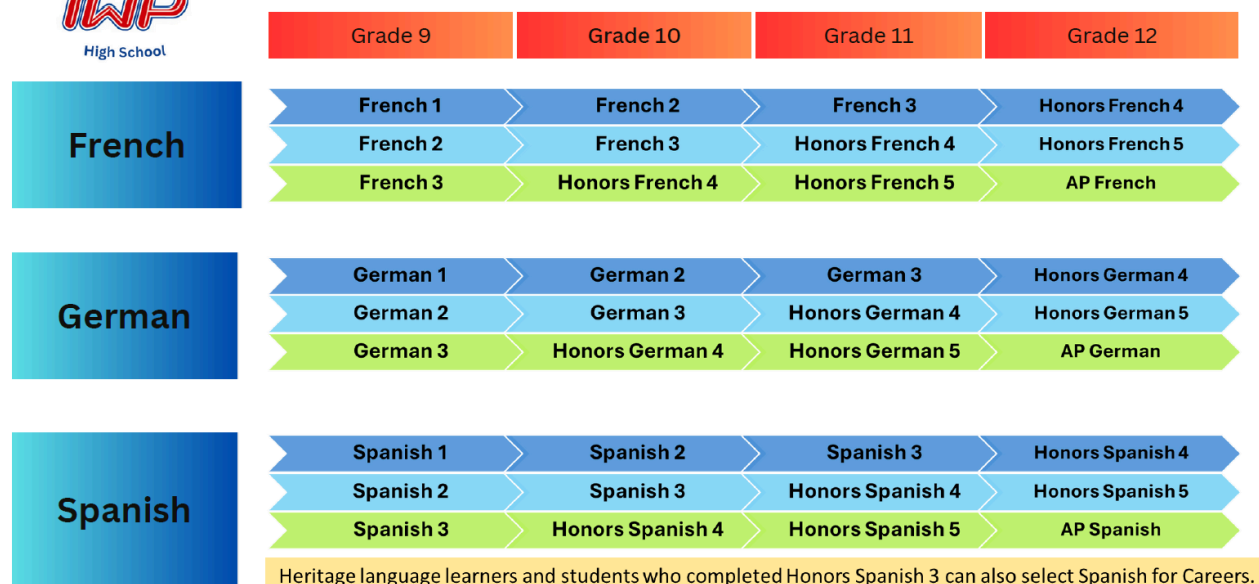 IWP
High School
Grade 9 Grade 10 Grade 11 Grade 12
French
French 1 French 2 French 3 Honors French 4
French 2 French 3 Honors French 4 Honors French 5
French 3 Honors French 4 Honors French 5 AP French
German
German 1 German 2 German 3 Honors German 4
German 2 German 3 Honors German 4 Honors German 5
German 3 Honors German 4 Honors German 5 AP German
Spanish
Spanish 1 Spanish 2 Spanish 3 Honors Spanish 4
Spanish 2 Spanish 3 Honors Spanish 4 Honors Spanish 5
Spanish 3 Honors Spanish 4 Honors Spanish 5 AP Spanish
Heritage language learners and students who completed Honors Spanish 3 can also select Spanish for Careers.